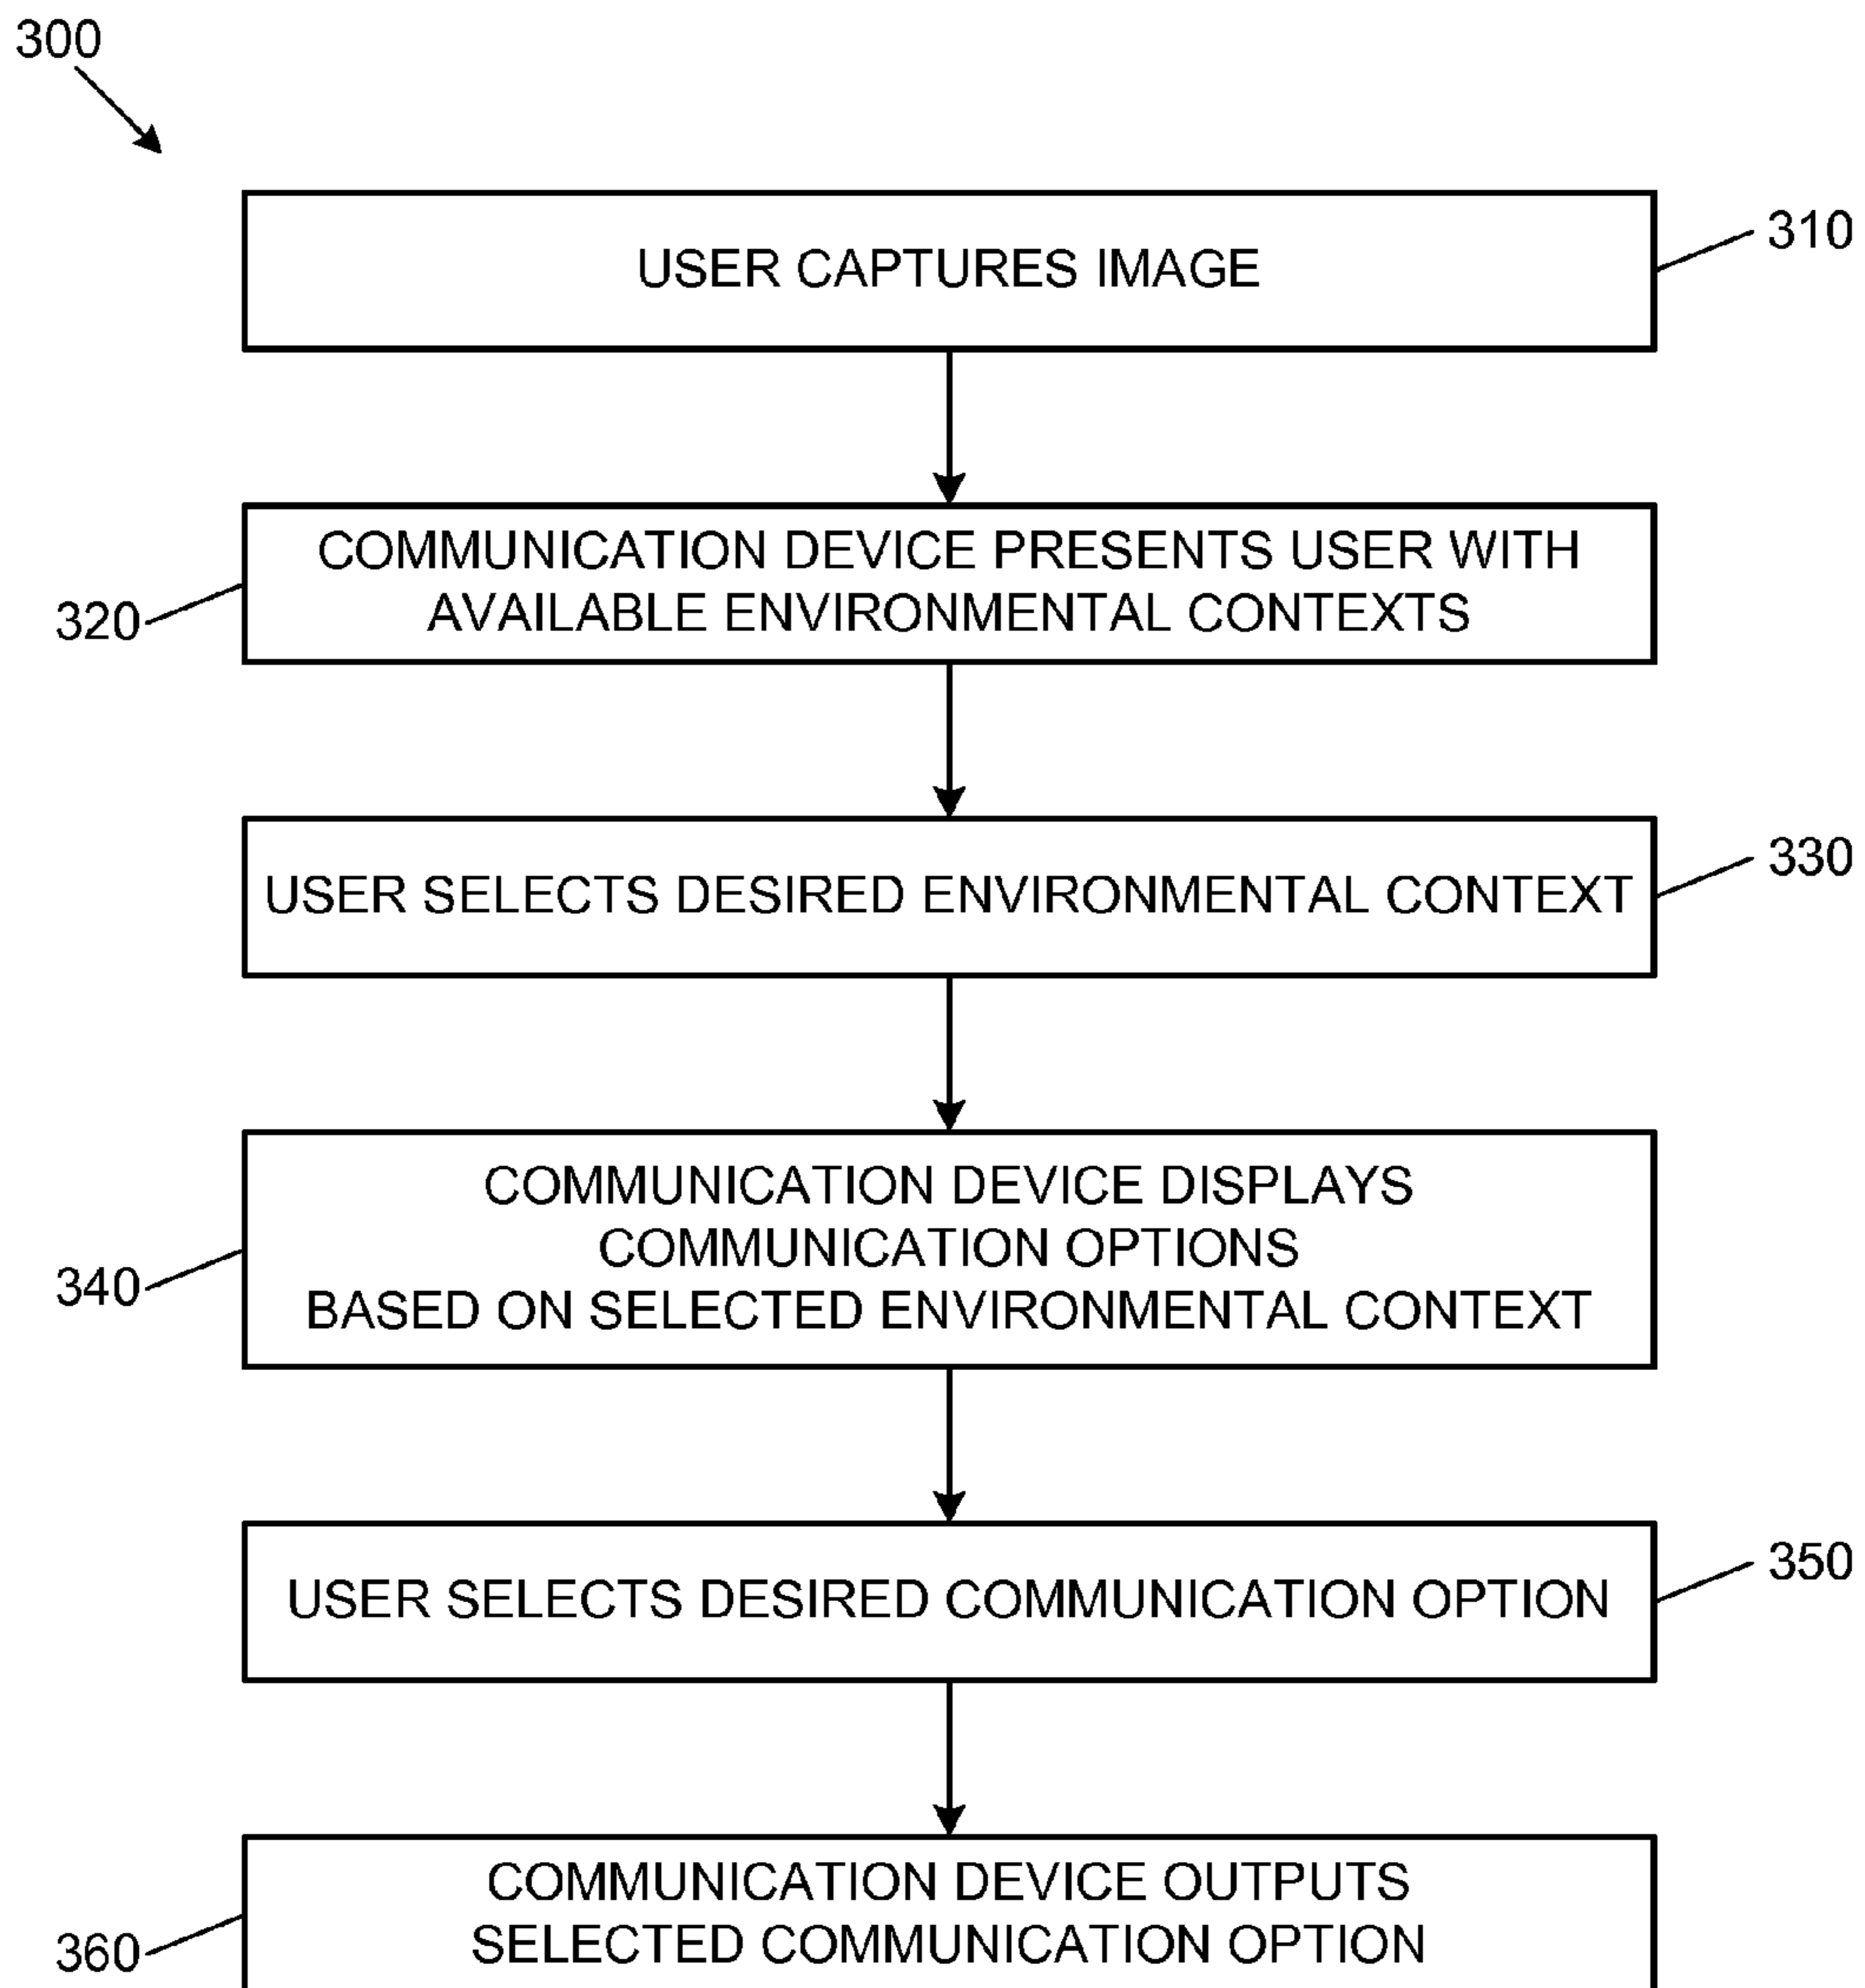 300
USER CAPTURES IMAGE
310
COMMUNICATION DEVICE PRESENTS USER WITH
AVAILABLE ENVIRONMENTAL CONTEXTS
320
USER SELECTS DESIRED ENVIRONMENTAL CONTEXT
330
COMMUNICATION DEVICE DISPLAYS
COMMUNICATION OPTIONS
BASED ON SELECTED ENVIRONMENTAL CONTEXT
340
USER SELECTS DESIRED COMMUNICATION OPTION
350
COMMUNICATION DEVICE OUTPUTS
SELECTED COMMUNICATION OPTION
360